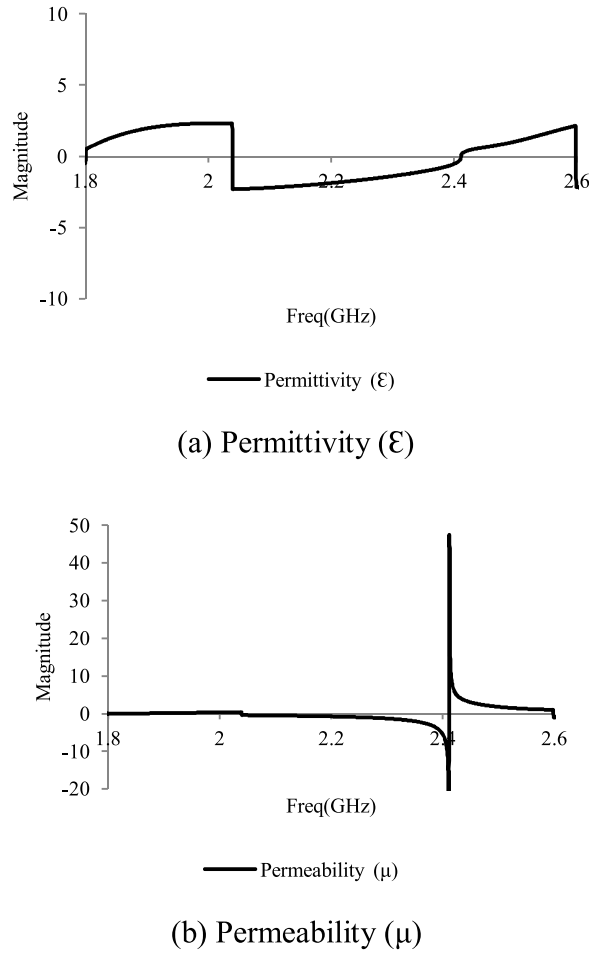 10
5
0
-5
-10
Magnitude
1.8
2
2.2
2.4
2.6
Freq(GHz)
Permittivity (Ɛ)
(a) Permittivity (Ɛ)
50
40
30
20
10
0
-10
-20
Magnitude
1.8
2
2.2
2.4
2.6
Freq(GHz)
Permeability (μ)
(b) Permeability (μ)